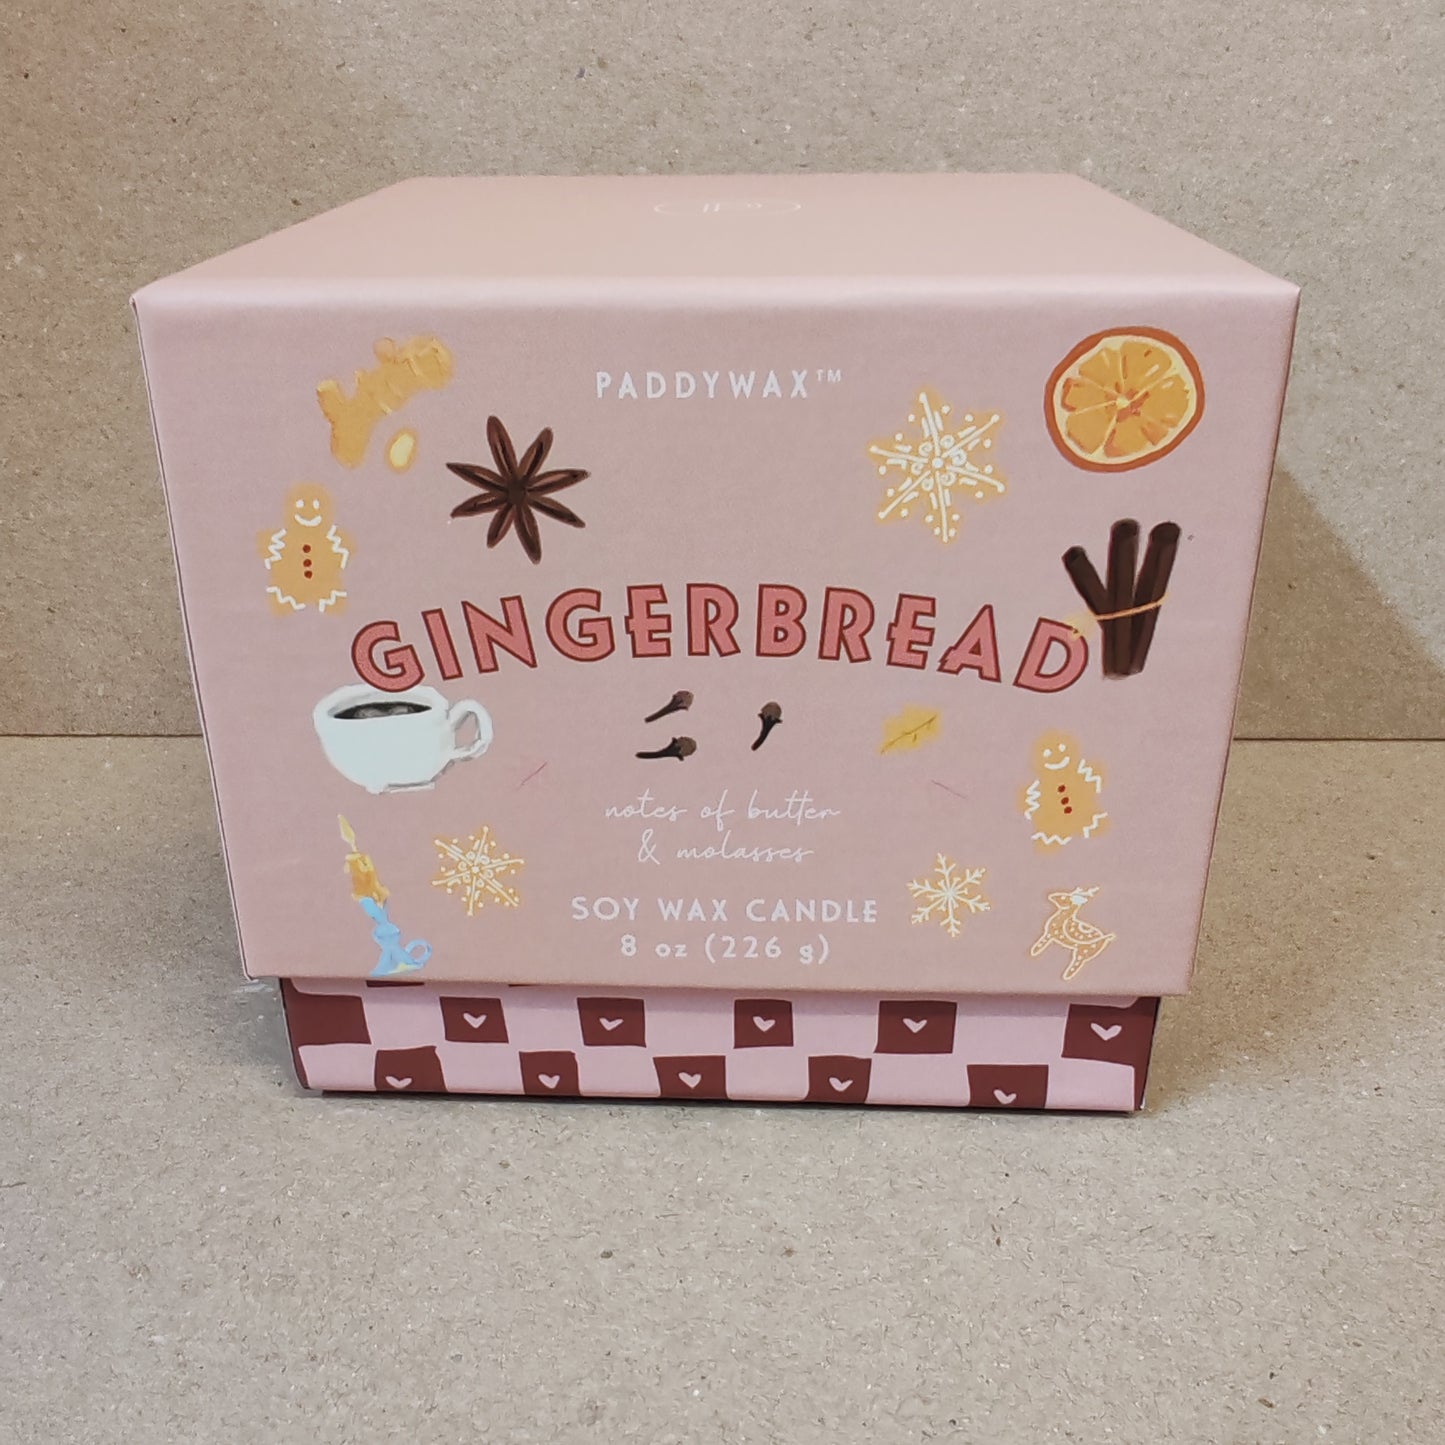 PADDYWAX™
GINGERBREAD
notes of butter
& molasses
SOY WAX CANDLE
8 oz (226 g)